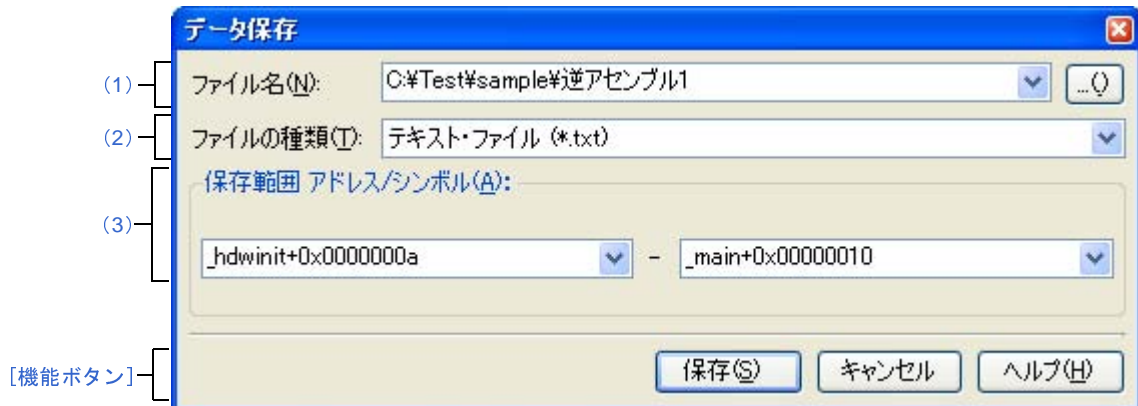 データ保存
(1) ファイル名(N): C:¥Test¥sample¥逆アセンブル1 ...()
(2) ファイルの種類(T): テキスト・ファイル (*.txt)
保存範囲 アドレス/シンボル(A):
(3)
_hdwinit+0x0000000a - _main+0x00000010
[機能ボタン] 保存(S) キャンセル ヘルプ(H)